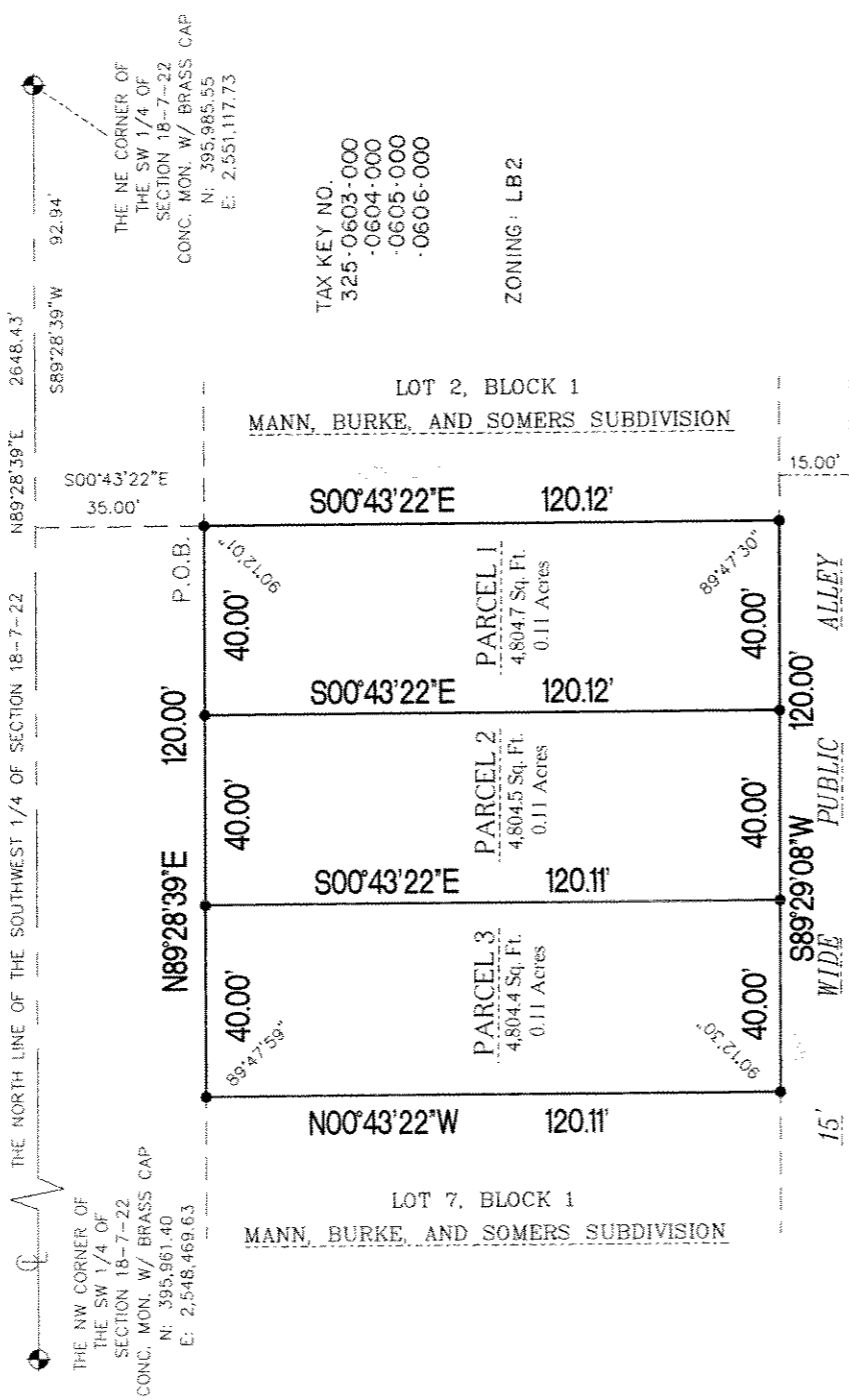 THE NORTH LINE OF THE SOUTHWEST 1/4 OF SECTION 18-7-22
N89°28'39"E 2648.43'
S89°28'39"W 92.94'
THE NE CORNER OF
THE SW 1/4 OF
SECTION 18-7-22
CONC. MON. W/ BRASS CAP
N: 395,985.55
E: 2,551,117.73
THE NW CORNER OF
THE SW 1/4 OF
SECTION 18-7-22
CONC. MON. W/ BRASS CAP
N: 395,961.40
E: 2,548,469.63
TAX KEY NO.
325-0603-000
-0604-000
-0605-000
-0606-000
ZONING: LB2
S00°43'22"E
35.00'
P.O.B.
N89°28'39"E 120.00'
40.00'
40.00'
40.00'
89°47'59"
90°12'01"
LOT 2, BLOCK 1
MANN, BURKE, AND SOMERS SUBDIVISION
S00°43'22"E 120.12'
PARCEL 1
4,804.7 Sq. Ft.
0.11 Acres
S00°43'22"E 120.12'
PARCEL 2
4,804.5 Sq. Ft.
0.11 Acres
S00°43'22"E 120.11'
PARCEL 3
4,804.4 Sq. Ft.
0.11 Acres
N00°43'22"W 120.11'
LOT 7, BLOCK 1
MANN, BURKE, AND SOMERS SUBDIVISION
90°12'30"
89°47'30"
40.00'
40.00'
40.00'
S89°29'08"W 120.00'
15.00'
15' WIDE PUBLIC ALLEY